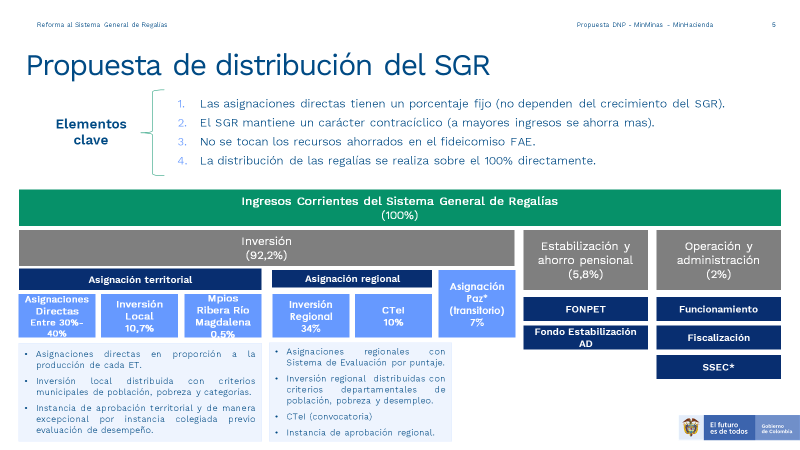 Reforma al Sistema General de Regalías
Propuesta DNP - MinMinas - MinHacienda
5
Propuesta de distribución del SGR
Elementos
clave
1. Las asignaciones directas tienen un porcentaje fijo (no dependen del crecimiento del SGR).
2. El SGR mantiene un carácter contracíclico (a mayores ingresos se ahorra mas).
3. No se tocan los recursos ahorrados en el fideicomiso FAE.
4. La distribución de las regalías se realiza sobre el 100% directamente.
Ingresos Corrientes del Sistema General de Regalías
(100%)
Inversión
(92,2%)
Estabilización y
ahorro pensional
(5,8%)
Operación y
administración
(2%)
Asignación territorial
Asignación regional
Asignación
Paz*
(transitorio)
7%
Asignaciones
Directas
Entre 30%-
40%
Inversión
Local
10,7%
Mpios
Ribera Río
Magdalena
0.5%
Inversión
Regional
34%
CTeI
10%
FONPET
Fondo Estabilización
AD
Funcionamiento
Fiscalización
SSEC*
• Asignaciones directas en proporción a la
producción de cada ET.
• Inversión local distribuida con criterios
municipales de población, pobreza y categorias.
• Instancia de aprobación territorial y de manera
excepcional por instancia colegiada previo
evaluación de desempeño.
• Asignaciones regionales con
Sistema de Evaluación por puntaje.
• Inversión regional distribuidas con
criterios departamentales de
población, pobreza y desempleo.
• CTeI (convocatoria)
• Instancia de aprobación regional.
El futuro
es de todos
Gobierno
de Colombia